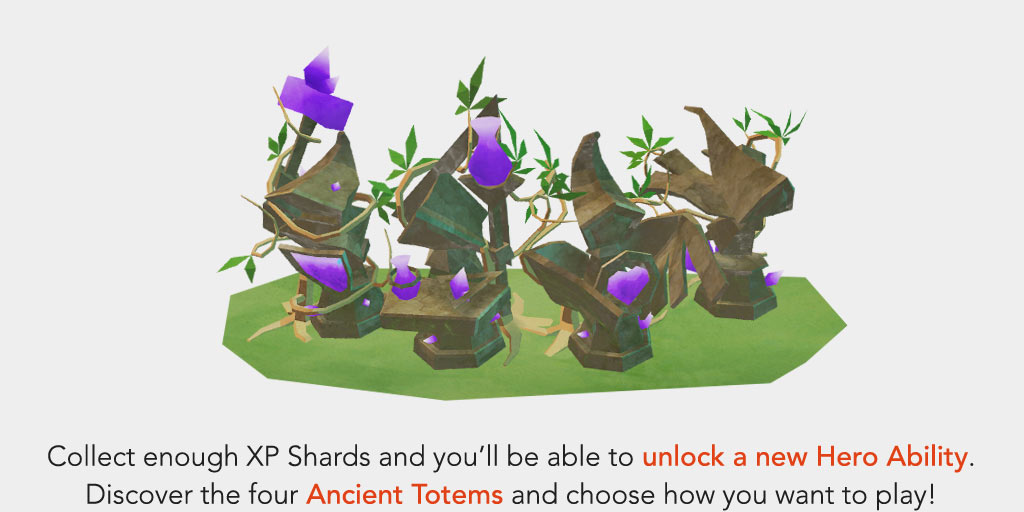 Collect enough XP Shards and you’ll be able to unlock a new Hero Ability.
Discover the four Ancient Totems and choose how you want to play!